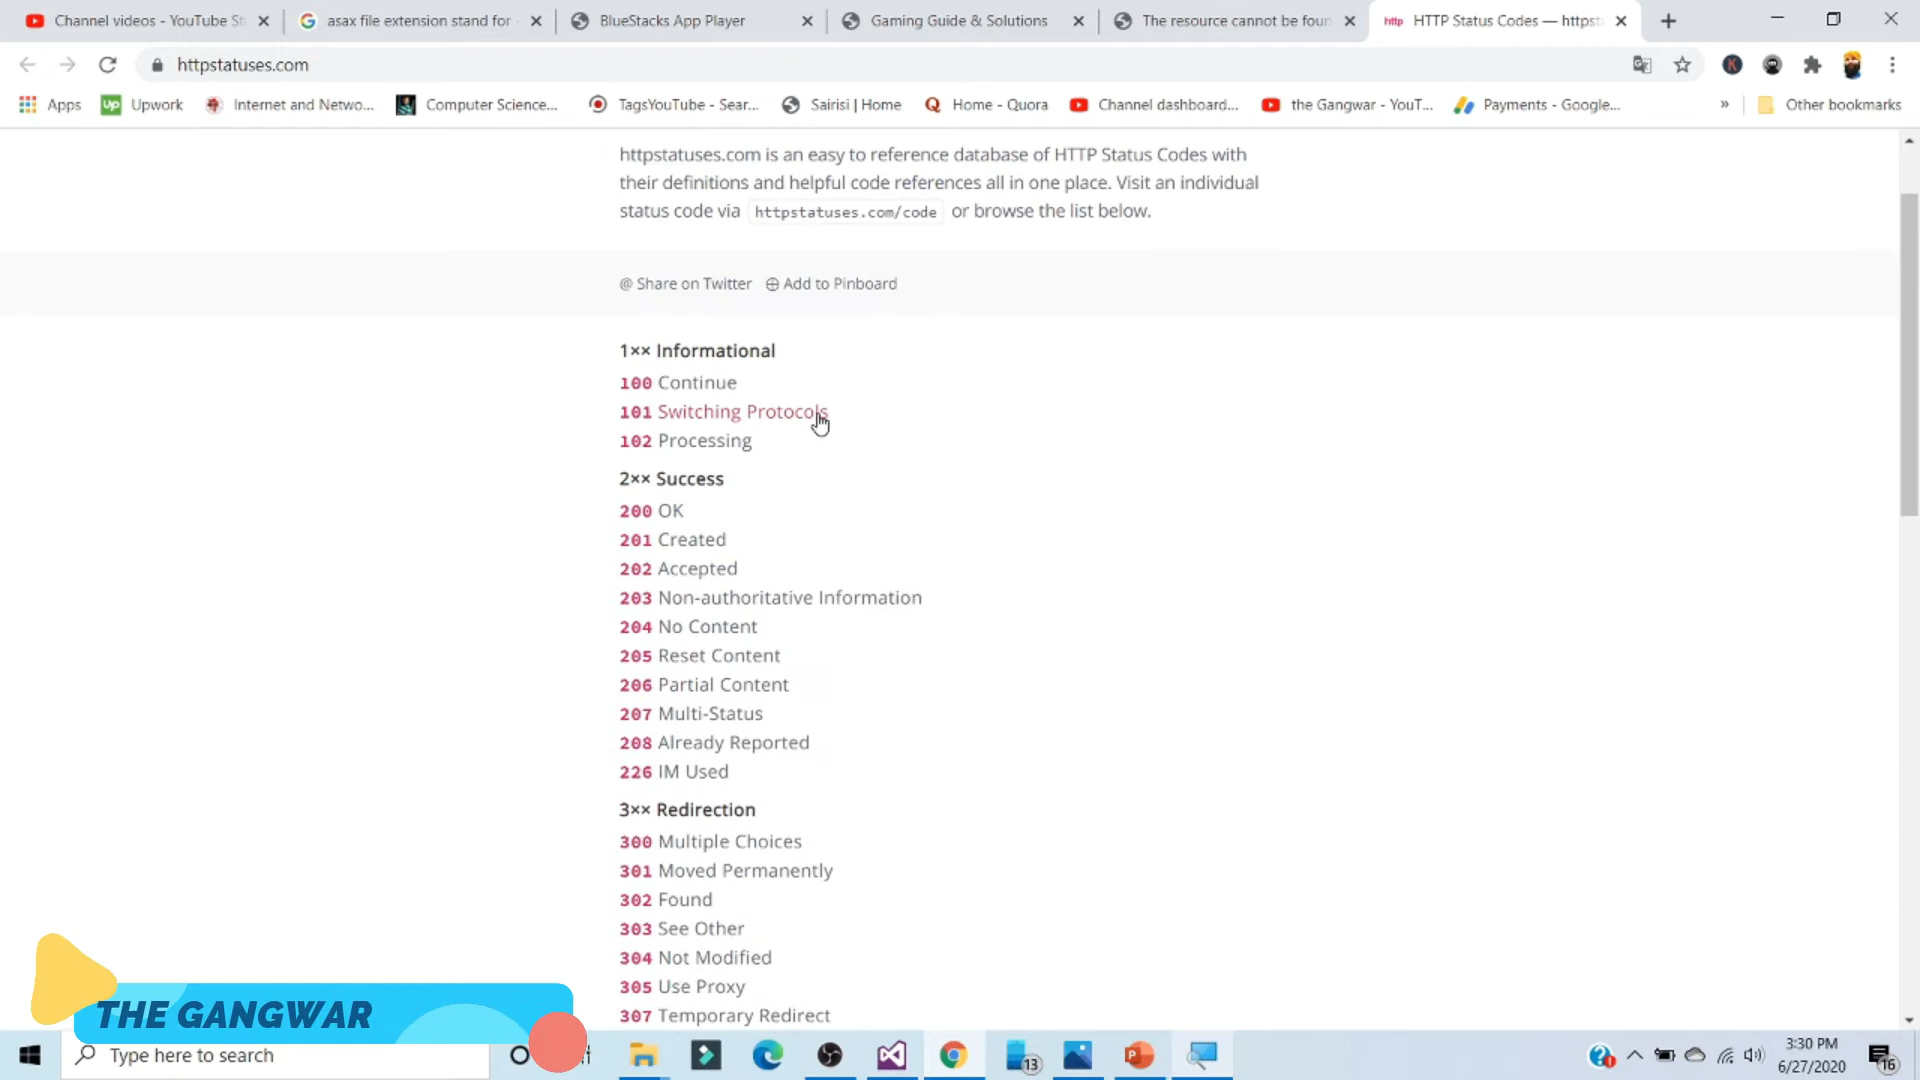 Channel videos - YouTube St
asax file extension stand for
BlueStacks App Player
Gaming Guide & Solutions
The resource cannot be foun
http HTTP Status Codes — https:
httpstatuses.com
Apps
Up Upwork
Internet and Netwo...
Computer Science...
TagsYouTube - Sear...
Sairisi | Home
Home - Quora
Channel dashboard...
the Gangwar - YouT...
Payments - Google...
»
Other bookmarks
httpstatuses.com is an easy to reference database of HTTP Status Codes with
their definitions and helpful code references all in one place. Visit an individual
status code via httpstatuses.com/code or browse the list below.
@ Share on Twitter ⊕ Add to Pinboard
1×× Informational
100 Continue
101 Switching Protocols
102 Processing
2×× Success
200 OK
201 Created
202 Accepted
203 Non-authoritative Information
204 No Content
205 Reset Content
206 Partial Content
207 Multi-Status
208 Already Reported
226 IM Used
3×× Redirection
300 Multiple Choices
301 Moved Permanently
302 Found
303 See Other
304 Not Modified
305 Use Proxy
307 Temporary Redirect
THE GANGWAR
Type here to search
13
3:30 PM
6/27/2020
16